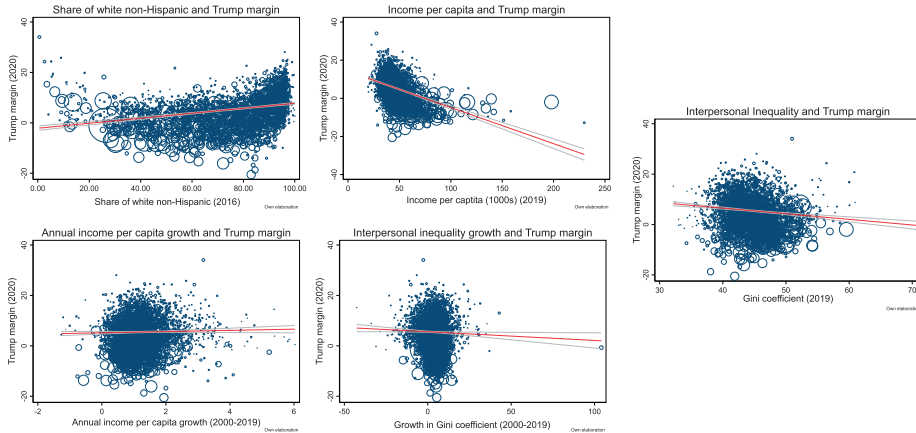 Share of white non-Hispanic and Trump margin
Trump margin (2020)
40
20
0
-20
0.00
20.00
40.00
60.00
80.00
100.00
Share of white non-Hispanic (2016)
Own elaboration
Income per capita and Trump margin
Trump margin (2020)
40
20
0
-20
-40
0
50
100
150
200
250
Income per captita (1000s) (2019)
Own elaboration
Interpersonal Inequality and Trump margin
Trump margin (2020)
40
20
0
-20
30
40
50
60
70
Gini coefficient (2019)
Own elaboration
Annual income per capita growth and Trump margin
Trump margin (2020)
40
20
0
-20
-2
0
2
4
6
Annual income per capita growth (2000-2019)
Own elaboration
Interpersonal inequality growth and Trump margin
Trump margin (2020)
40
20
0
-20
-50
0
50
100
Growth in Gini coefficient (2000-2019)
Own elaboration